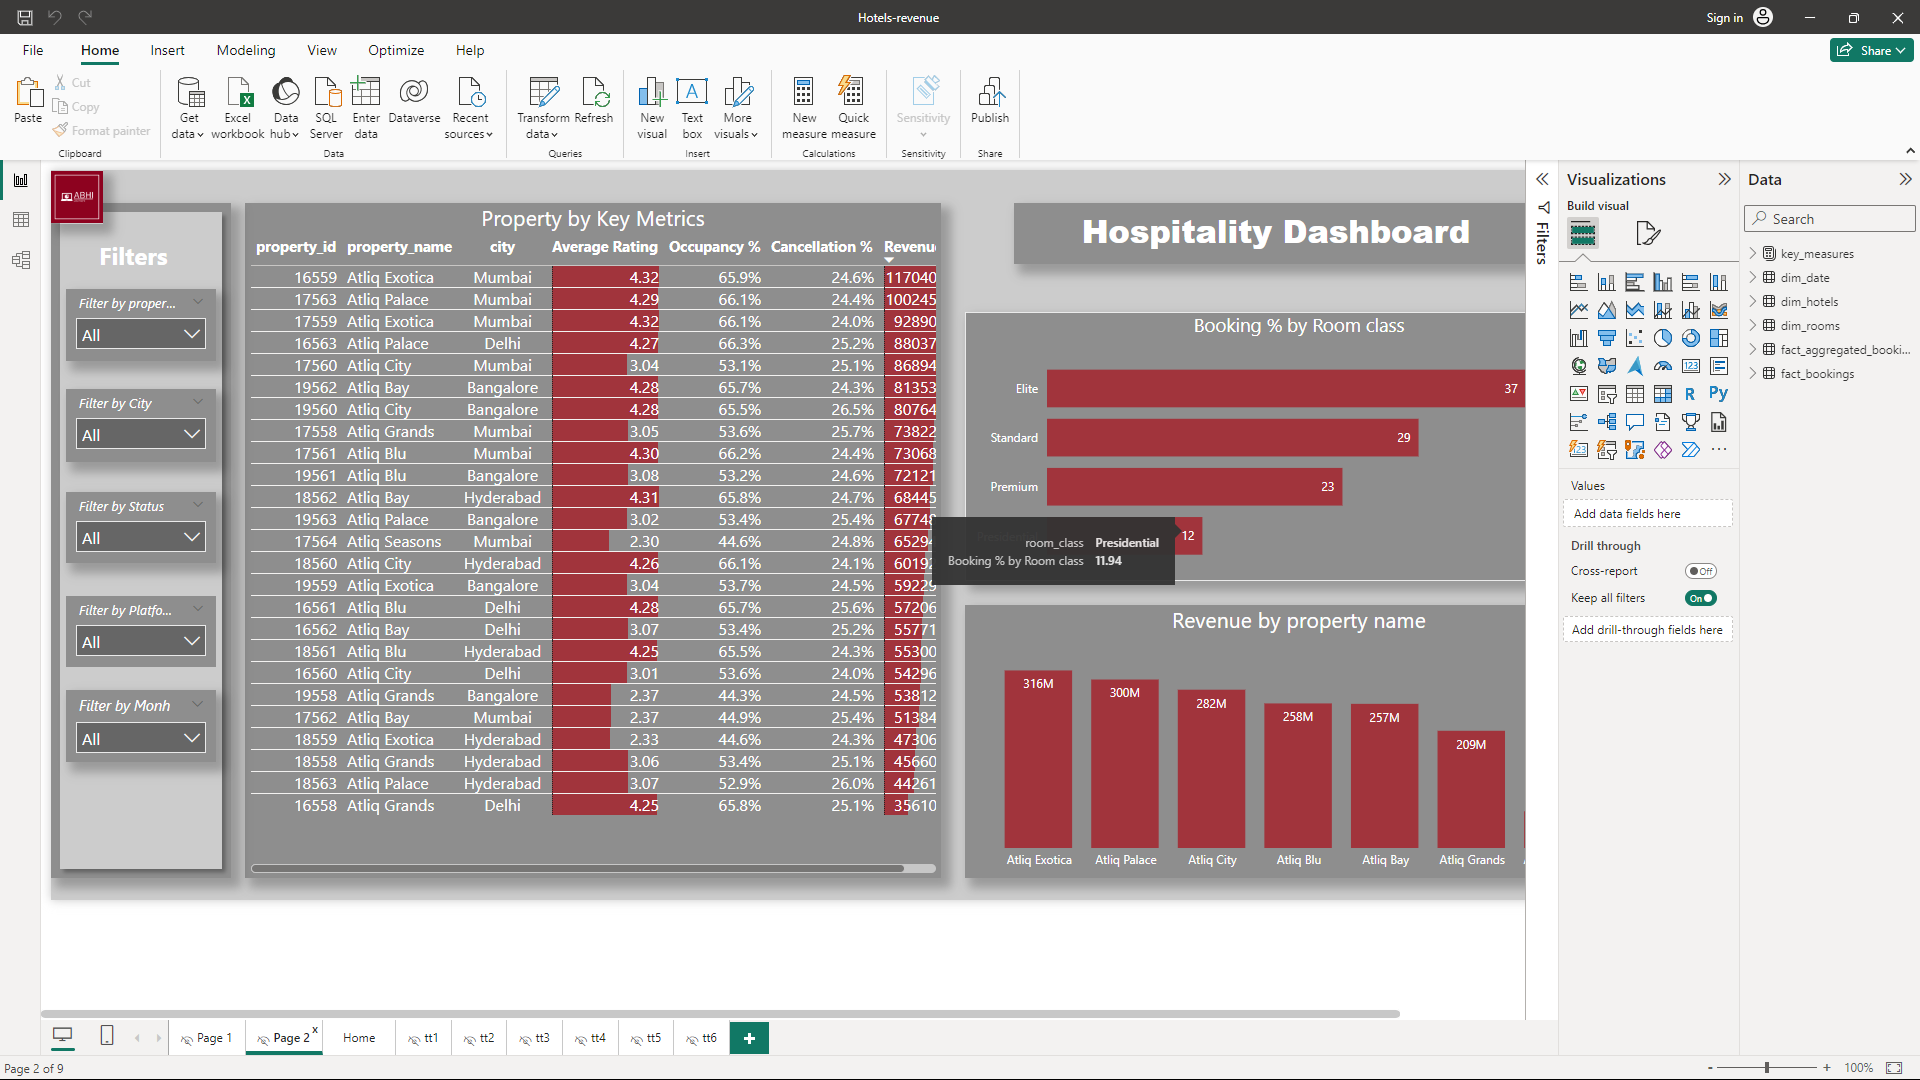 Hotels-revenue
Sign in
File Home Insert Modeling View Optimize Help
Share
Paste
Cut
Copy
Format painter
Clipboard
Get data
Excel workbook
Data hub
SQL Server
Enter data
Dataverse
Recent sources
Data
Transform data
Refresh
Queries
New visual
Text box
More visuals
Insert
New measure
Quick measure
Calculations
Sensitivity
Sensitivity
Publish
Share
ABHI
Filters
Filter by proper...
All
Filter by City
All
Filter by Status
All
Filter by Platfo...
All
Filter by Monh
All
Property by Key Metrics
property_id property_name city Average Rating Occupancy % Cancellation % Revenu
16559 Atliq Exotica Mumbai 4.32 65.9% 24.6% 117040
17563 Atliq Palace Mumbai 4.29 66.1% 24.4% 100245
17559 Atliq Exotica Mumbai 4.32 66.1% 24.0% 92890
16563 Atliq Palace Delhi 4.27 66.3% 25.2% 88037
17560 Atliq City Mumbai 3.04 53.1% 25.1% 86894
19562 Atliq Bay Bangalore 4.28 65.7% 24.3% 81353
19560 Atliq City Bangalore 4.28 65.5% 26.5% 80764
17558 Atliq Grands Mumbai 3.05 53.6% 25.7% 73822
17561 Atliq Blu Mumbai 4.30 66.2% 24.4% 73068
19561 Atliq Blu Bangalore 3.08 53.2% 24.6% 72121
18562 Atliq Bay Hyderabad 4.31 65.8% 24.7% 68445
19563 Atliq Palace Bangalore 3.02 53.4% 25.4% 67748
17564 Atliq Seasons Mumbai 2.30 44.6% 24.8% 65294
18560 Atliq City Hyderabad 4.26 66.1% 24.1% 60192
19559 Atliq Exotica Bangalore 3.04 53.7% 24.5% 59229
16561 Atliq Blu Delhi 4.28 65.7% 25.6% 57206
16562 Atliq Bay Delhi 3.07 53.4% 25.2% 55771
18561 Atliq Blu Hyderabad 4.25 65.5% 24.3% 55300
16560 Atliq City Delhi 3.01 53.6% 24.0% 54296
19558 Atliq Grands Bangalore 2.37 44.3% 24.5% 53812
17562 Atliq Bay Mumbai 2.37 44.9% 25.4% 51384
18559 Atliq Exotica Hyderabad 2.33 44.6% 24.3% 47306
18558 Atliq Grands Hyderabad 3.06 53.4% 25.1% 45660
18563 Atliq Palace Hyderabad 3.07 52.9% 26.0% 44261
16558 Atliq Grands Delhi 4.25 65.8% 25.1% 35610
Hospitality Dashboard
Booking % by Room class
Elite 37
Standard 29
Premium 23
12
room_class Presidential
Booking % by Room class 11.94
Revenue by property name
316M 300M 282M 258M 257M 209M
Atliq Exotica Atliq Palace Atliq City Atliq Blu Atliq Bay Atliq Grands
Filters
Visualizations
Build visual
R
Py
123
Values
Add data fields here
Drill through
Cross-report
Off
Keep all filters
On
Add drill-through fields here
Data
Search
key_measures
dim_date
dim_hotels
dim_rooms
fact_aggregated_booki...
fact_bookings
Page 1
Page 2
x
Home
tt1
tt2
tt3
tt4
tt5
tt6
+
Page 2 of 9
- + 100%